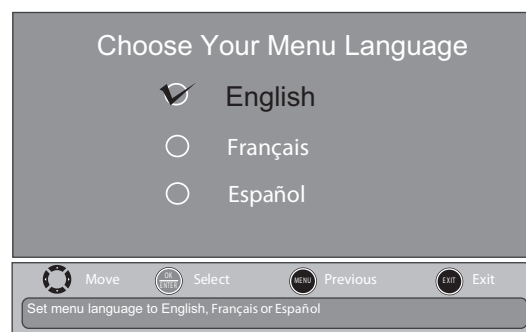 Choose Your Menu Language
English
Français
Español
Move OK ENTER Select MENU Previous EXIT Exit
Set menu language to English, Français or Español